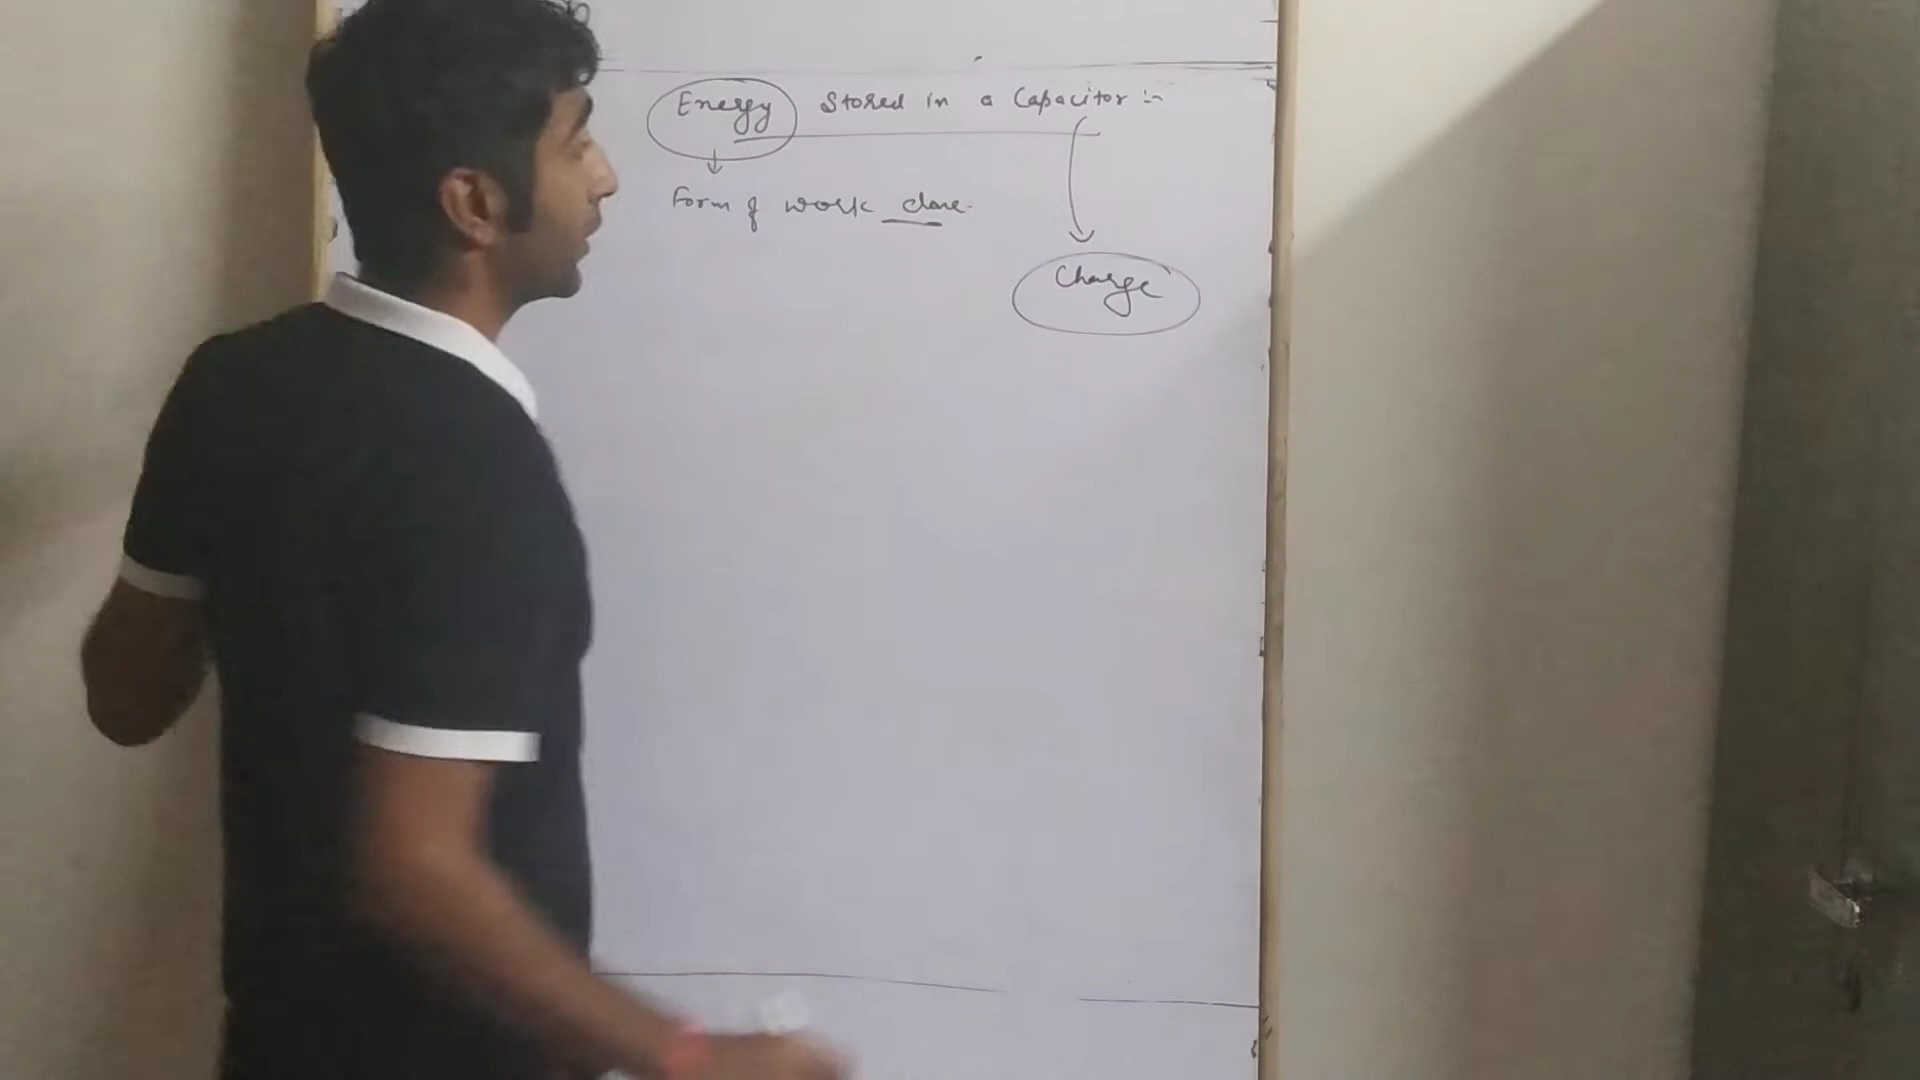 Energy Stored in a Capacitor :-
Form of work done.
Charge